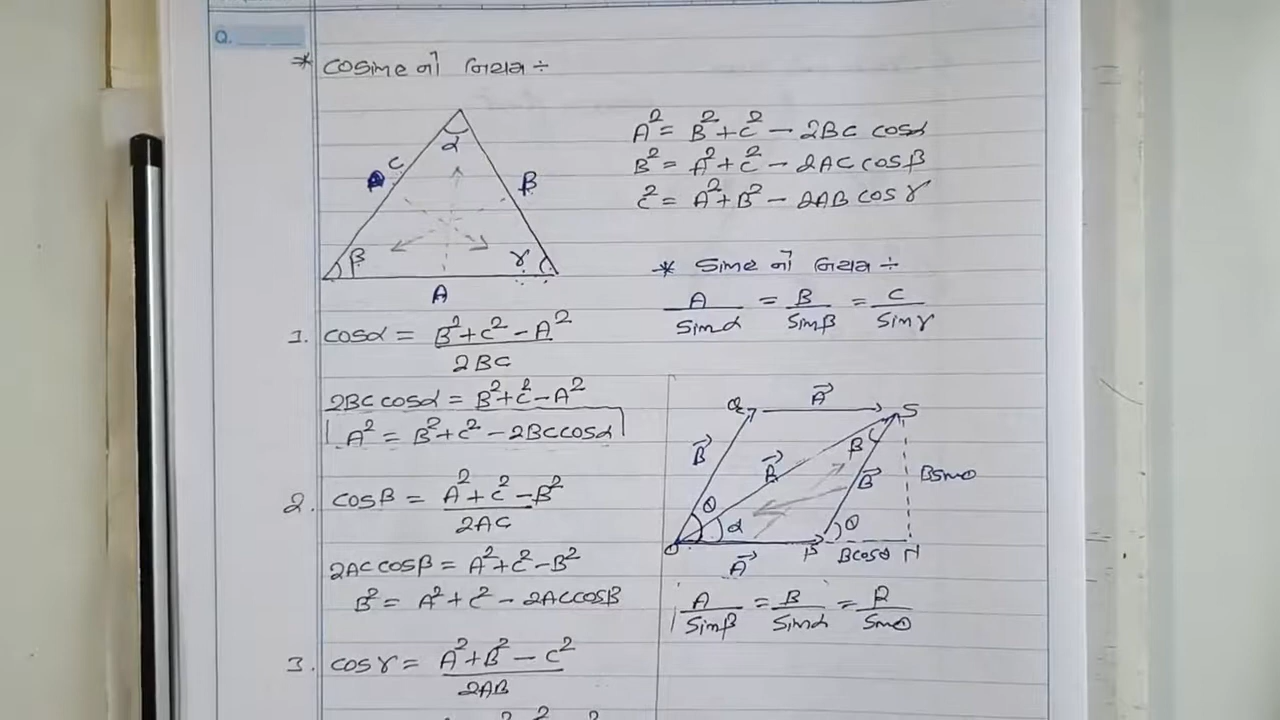 Q.
* cosine નો નિયમ ÷
α
C
B
β
γ
A
A² = B² + C² − 2BC cosα
B² = A² + C² − 2AC cosβ
C² = A² + B² − 2AB cosγ
* Sine નો નિયમ ÷
A/Sinα = B/Sinβ = C/Sinγ
1. cosα = B² + C² − A² / 2BC
2BC cosα = B² + C² − A²
A² = B² + C² − 2BC cosα
2. cosβ = A² + C² − B² / 2AC
2AC cosβ = A² + C² − B²
B² = A² + C² − 2AC cosβ
3. cosγ = A² + B² − C² / 2AB
Q A⃗ S
B⃗ R⃗ β B⃗ Bsinθ
θ α θ
O A⃗ P Bcosθ N
A/Sinβ = B/Sinα = R/Sinθ